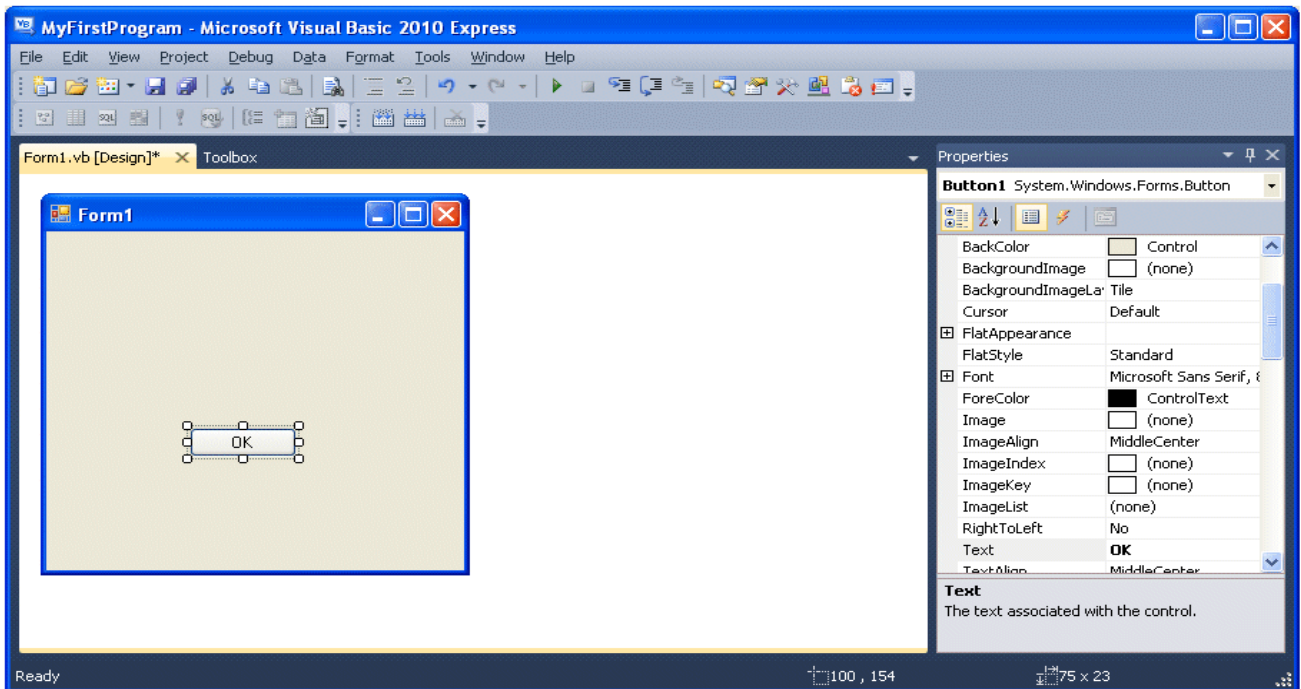 MyFirstProgram - Microsoft Visual Basic 2010 Express
File Edit View Project Debug Data Format Tools Window Help
Form1.vb [Design]* Toolbox
Form1
OK
Properties
Button1 System.Windows.Forms.Button
BackColor Control
BackgroundImage (none)
BackgroundImageLa Tile
Cursor Default
FlatAppearance
FlatStyle Standard
Font Microsoft Sans Serif, 8
ForeColor ControlText
Image (none)
ImageAlign MiddleCenter
ImageIndex (none)
ImageKey (none)
ImageList (none)
RightToLeft No
Text OK
TextAlign MiddleCenter
Text
The text associated with the control.
Ready 100 , 154 75 x 23